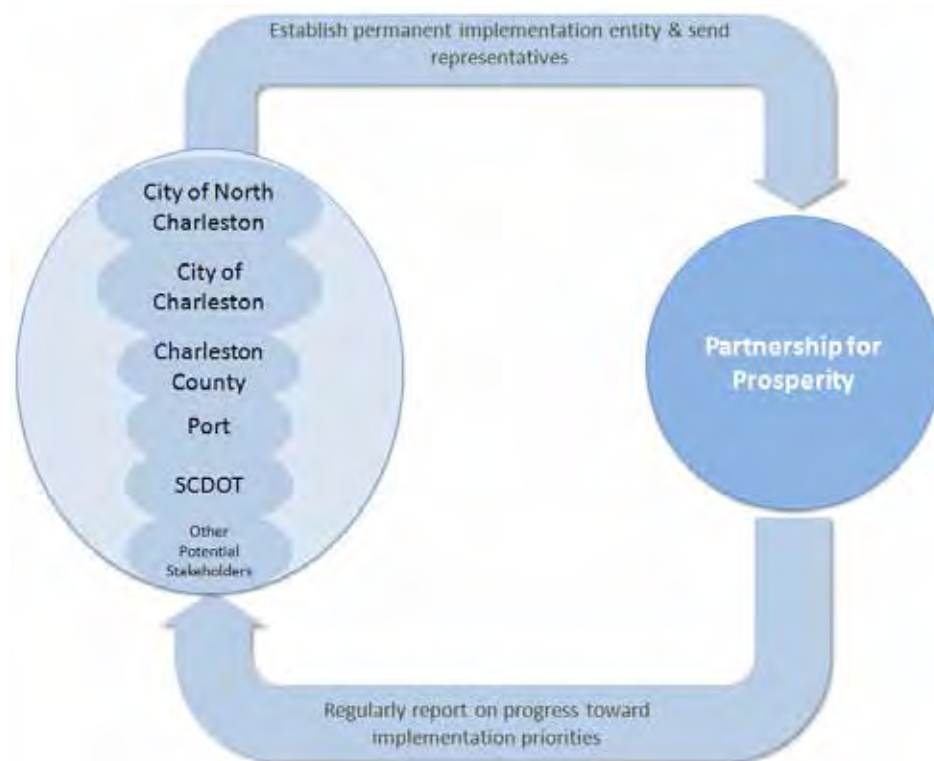 Establish permanent implementation entity & send
representatives
City of North
Charleston
City of
Charleston
Charleston
County
Port
SCDOT
Other
Potential
Stakeholders
Partnership for
Prosperity
Regularly report on progress toward
implementation priorities